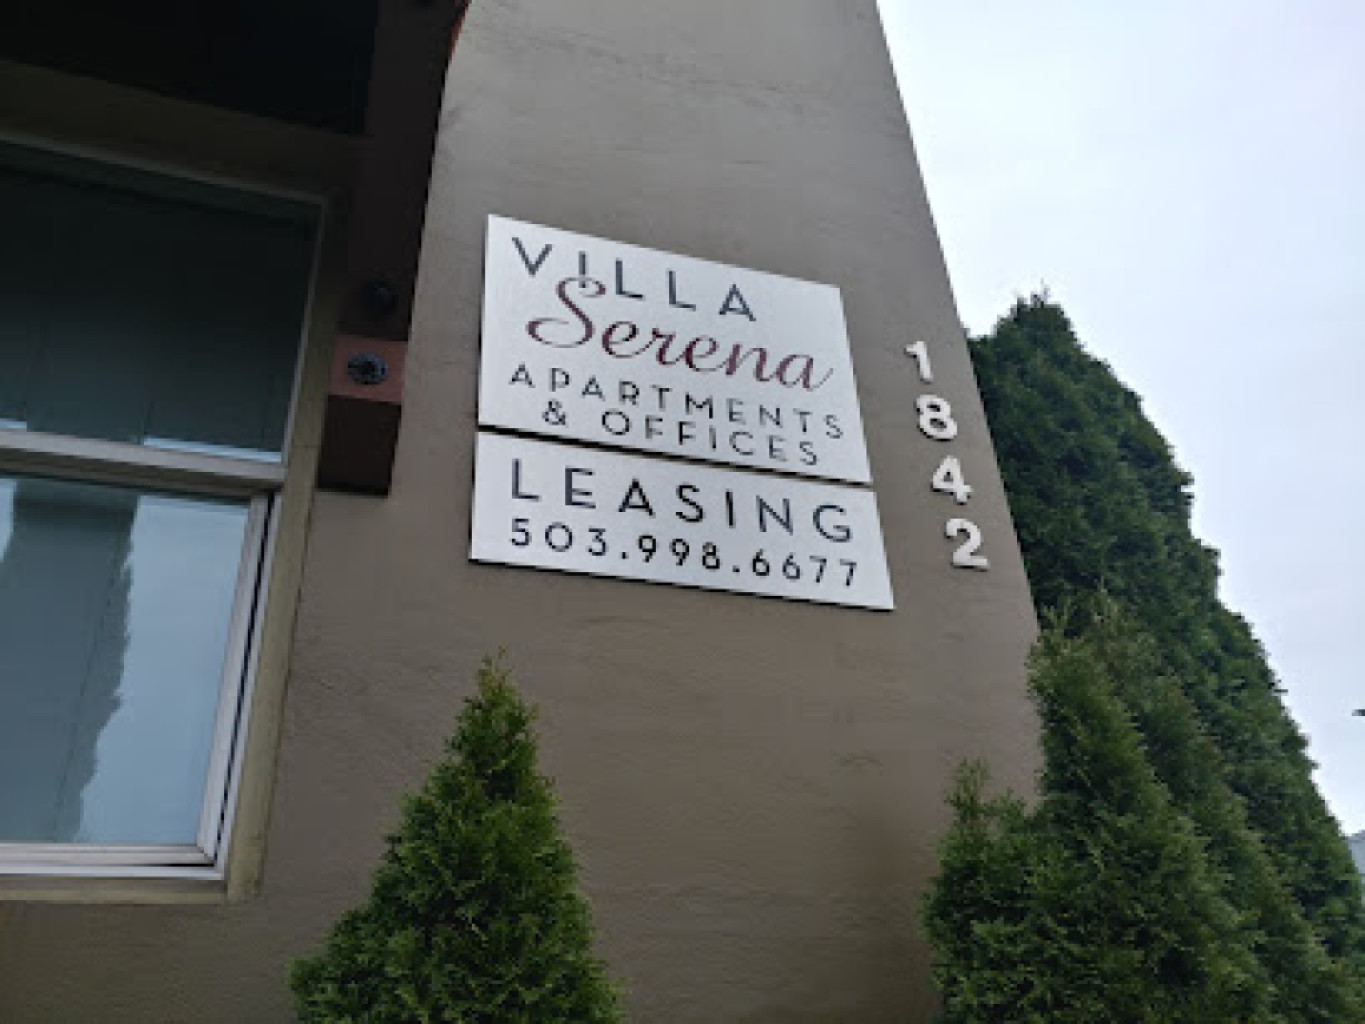 VILLA
Serena
APARTMENTS
& OFFICES
LEASING
503.998.6677
1842